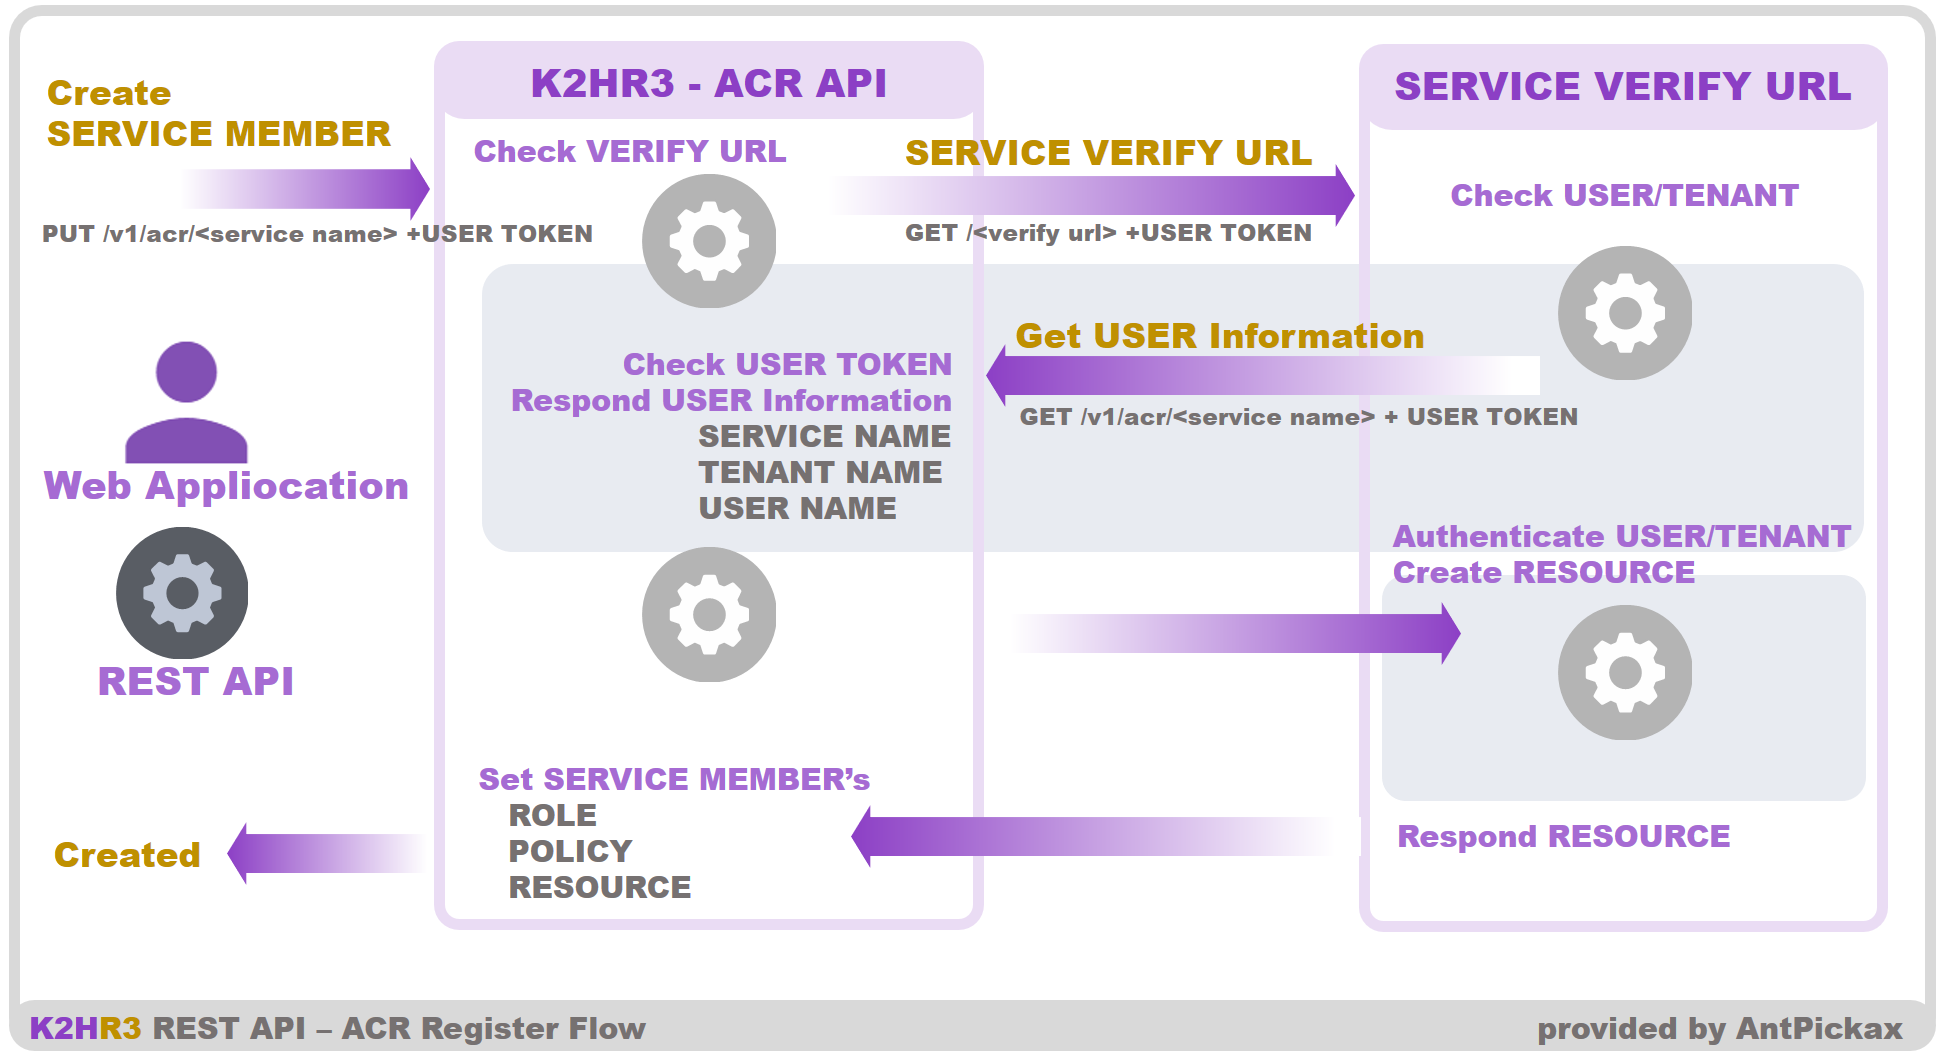 K2HR3 - ACR API
SERVICE VERIFY URL
Create
SERVICE MEMBER
PUT /v1/acr/<service name> +USER TOKEN
Check VERIFY URL
SERVICE VERIFY URL
GET /<verify url> +USER TOKEN
Check USER/TENANT
Get USER Information
GET /v1/acr/<service name> + USER TOKEN
Check USER TOKEN
Respond USER Information
SERVICE NAME
TENANT NAME
USER NAME
Web Appliocation
REST API
Authenticate USER/TENANT
Create RESOURCE
Respond RESOURCE
Set SERVICE MEMBER’s
ROLE
POLICY
RESOURCE
Created
K2HR3 REST API – ACR Register Flow
provided by AntPickax